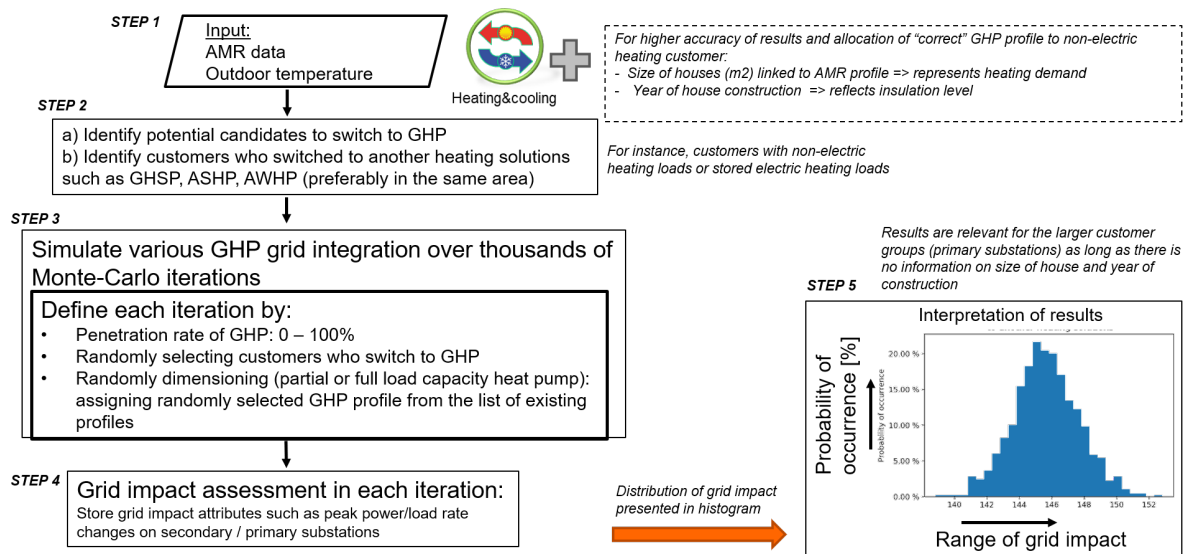 STEP 1
Input:
AMR data
Outdoor temperature
Heating&cooling
For higher accuracy of results and allocation of “correct” GHP profile to non-electric
heating customer:
- Size of houses (m2) linked to AMR profile => represents heating demand
- Year of house construction => reflects insulation level
STEP 2
a) Identify potential candidates to switch to GHP
b) Identify customers who switched to another heating solutions
such as GHSP, ASHP, AWHP (preferably in the same area)
For instance, customers with non-electric
heating loads or stored electric heating loads
STEP 3
Simulate various GHP grid integration over thousands of
Monte-Carlo iterations
Define each iteration by:
• Penetration rate of GHP: 0 – 100%
• Randomly selecting customers who switch to GHP
• Randomly dimensioning (partial or full load capacity heat pump):
assigning randomly selected GHP profile from the list of existing
profiles
STEP 4
Grid impact assessment in each iteration:
Store grid impact attributes such as peak power/load rate
changes on secondary / primary substations
Distribution of grid impact
presented in histogram
Results are relevant for the larger customer
groups (primary substations) as long as there is
no information on size of house and year of
construction
STEP 5
Interpretation of results
Probability of
occurrence [%]
Probability of occurrence
20.00 %
15.00 %
10.00 %
5.00 %
0.00 %
140 142 144 146 148 150 152
Range of grid impact